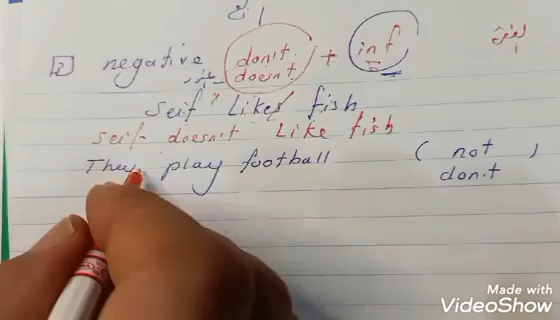 2 negative don't + inf النفى
doesn't
Seif Likes fish
Seif doesn't Like fish
They play football ( not )
don't
Made with
VideoShow